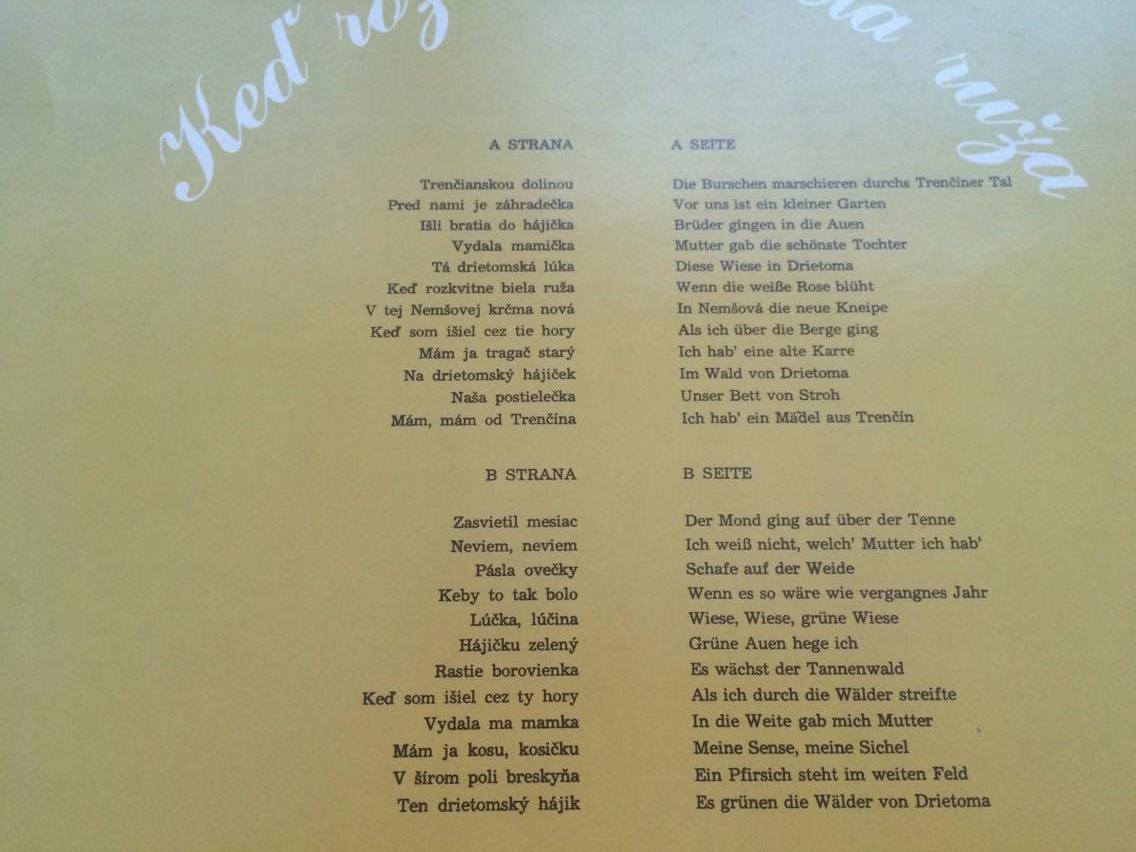 Keď roz
ruža
A STRANA
Trenčianskou dolinou
Pred nami je záhradečka
Išli bratia do hájička
Vydala mamička
Tá drietomská lúka
Keď rozkvitne biela ruža
V tej Nemšovej krčma nová
Keď som išiel cez tie hory
Mám ja tragač starý
Na drietomský hájiček
Naša postielečka
Mám, mám od Trenčína
A SEITE
Die Burschen marschieren durchs Trenčiner Tal
Vor uns ist ein kleiner Garten
Brüder gingen in die Auen
Mutter gab die schönste Tochter
Diese Wiese in Drietoma
Wenn die weiße Rose blüht
In Nemšová die neue Kneipe
Als ich über die Berge ging
Ich hab' eine alte Karre
Im Wald von Drietoma
Unser Bett von Stroh
Ich hab' ein Mädel aus Trenčín
B STRANA
Zasvietil mesiac
Neviem, neviem
Pásla ovečky
Keby to tak bolo
Lúčka, lúčina
Hájičku zelený
Rastie borovienka
Keď som išiel cez ty hory
Vydala ma mamka
Mám ja kosu, kosičku
V šírom poli breskyňa
Ten drietomský hájik
B SEITE
Der Mond ging auf über der Tenne
Ich weiß nicht, welch' Mutter ich hab'
Schafe auf der Weide
Wenn es so wäre wie vergangnes Jahr
Wiese, Wiese, grüne Wiese
Grüne Auen hege ich
Es wächst der Tannenwald
Als ich durch die Wälder streifte
In die Weite gab mich Mutter
Meine Sense, meine Sichel
Ein Pfirsich steht im weiten Feld
Es grünen die Wälder von Drietoma